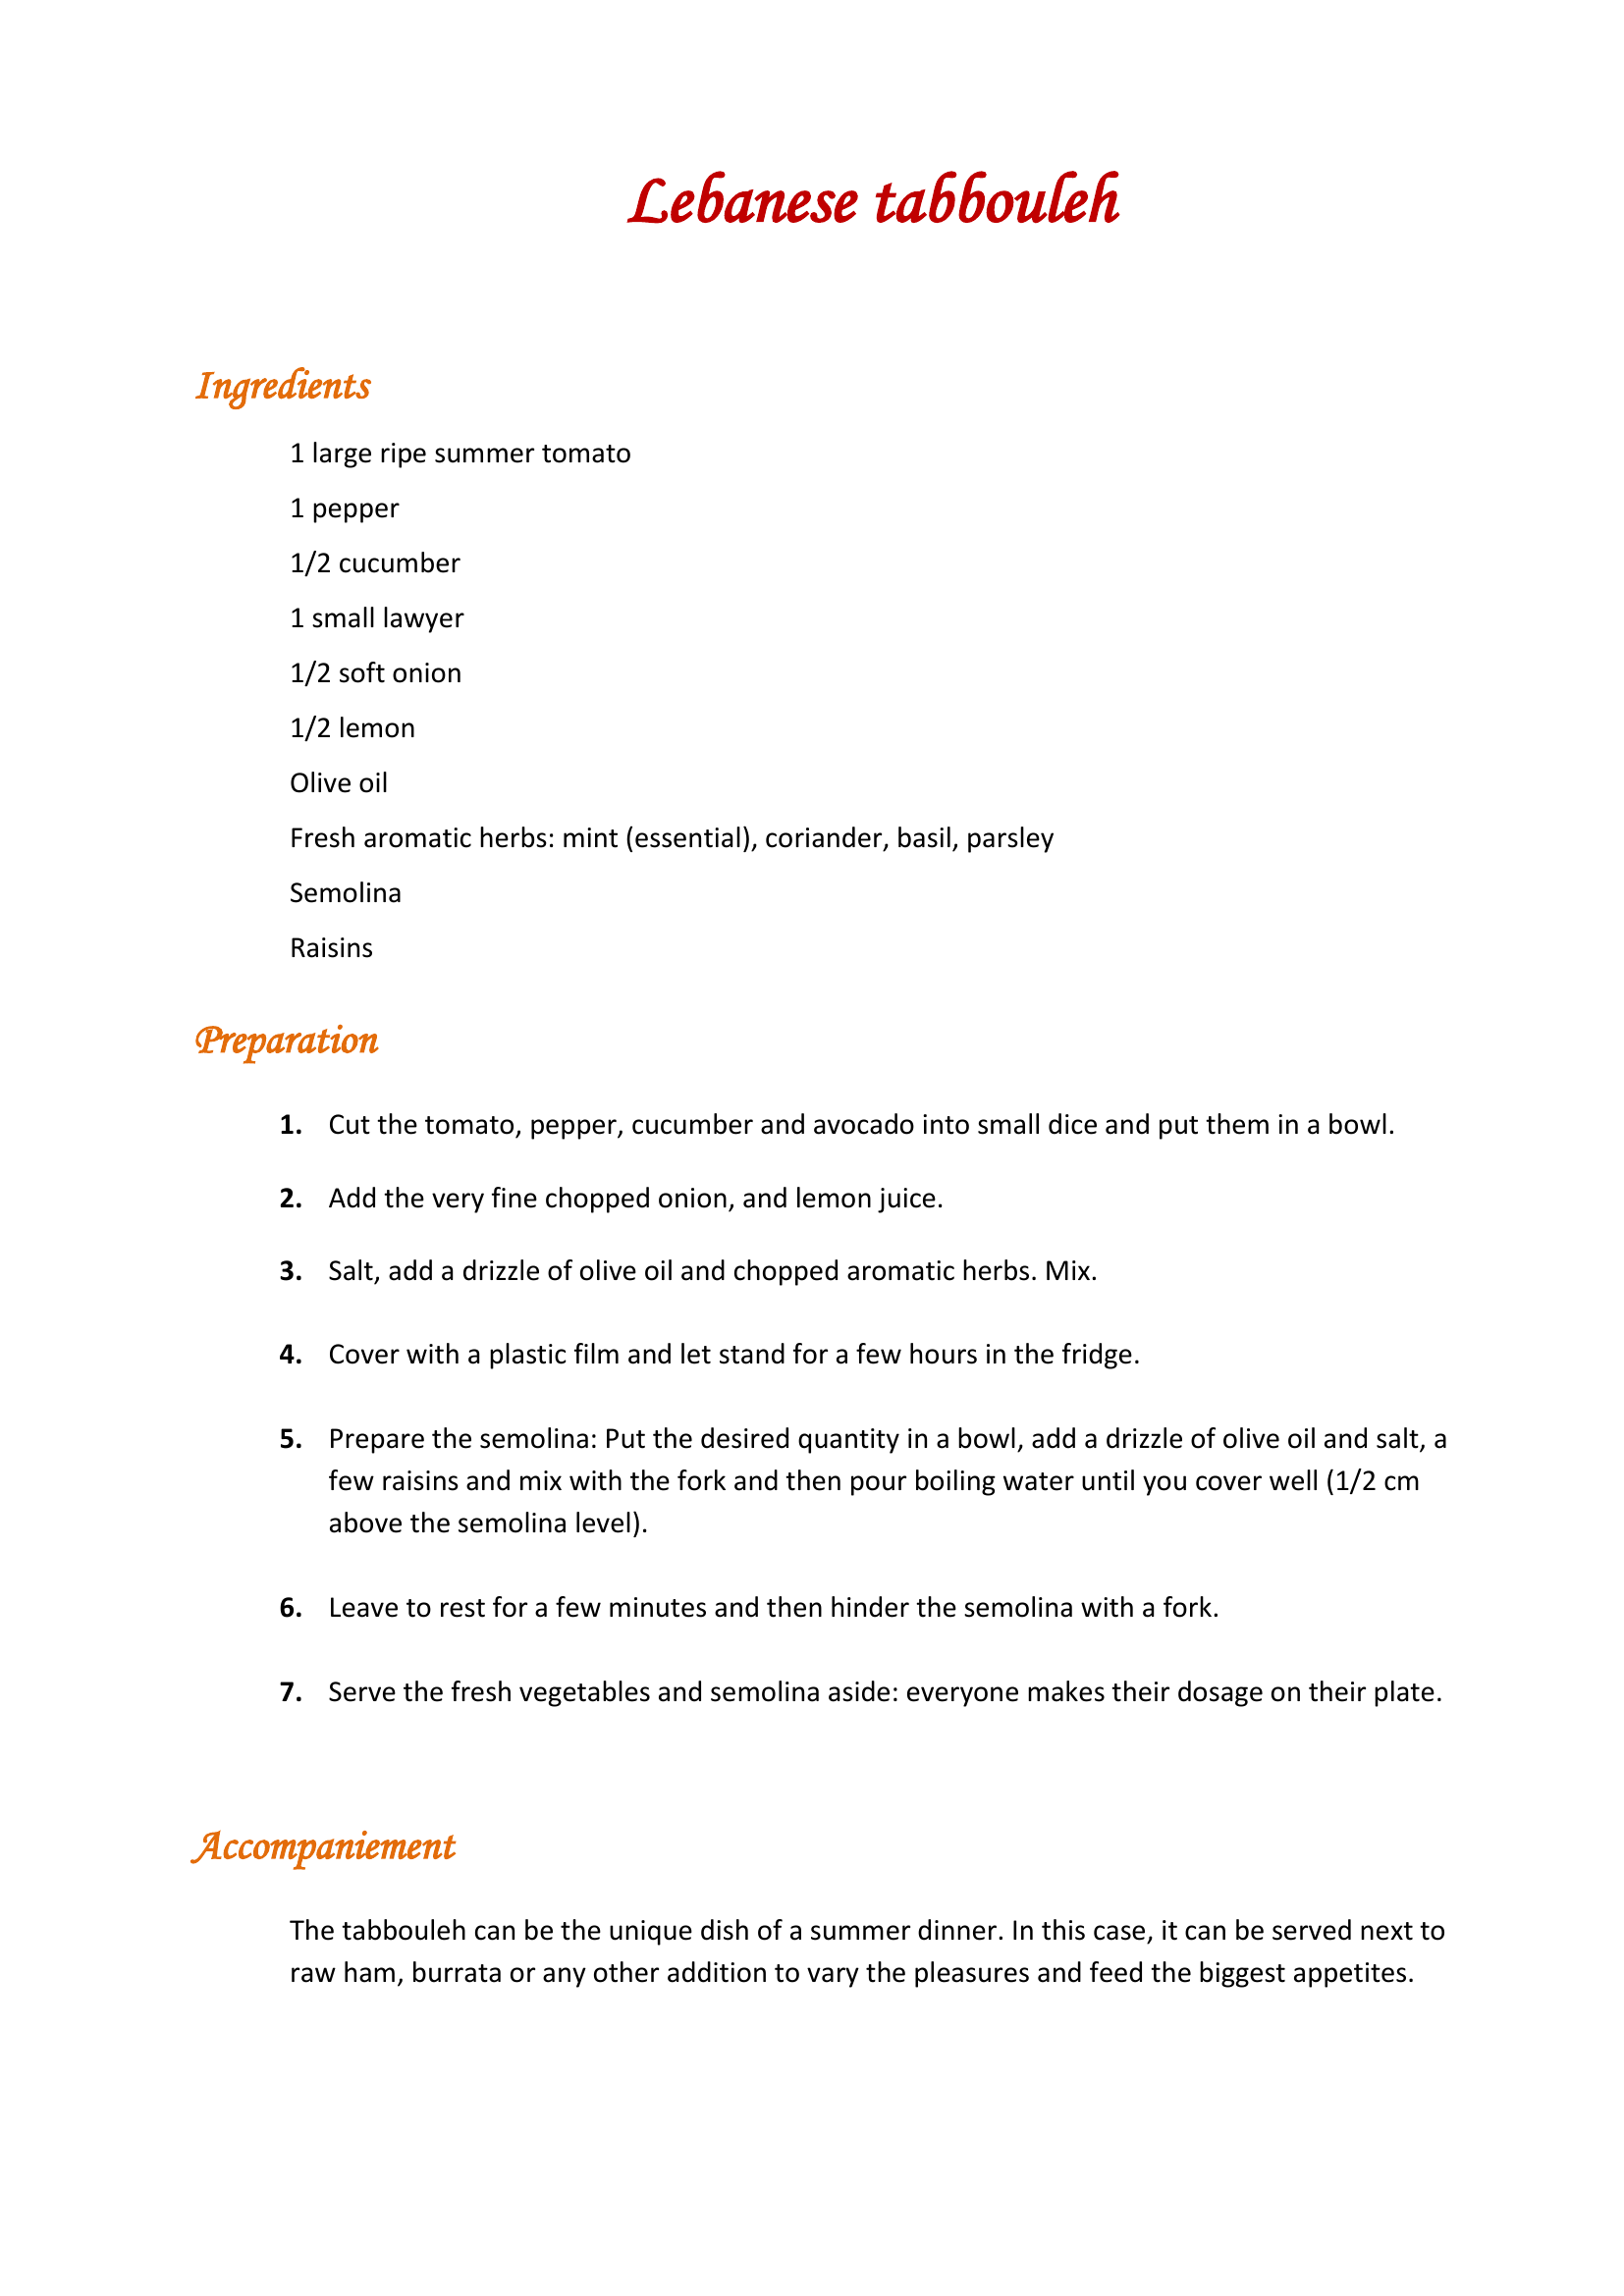 Lebanese tabbouleh
Ingredients
1 large ripe summer tomato
1 pepper
1/2 cucumber
1 small lawyer
1/2 soft onion
1/2 lemon
Olive oil
Fresh aromatic herbs: mint (essential), coriander, basil, parsley
Semolina
Raisins
Preparation
1. Cut the tomato, pepper, cucumber and avocado into small dice and put them in a bowl.
2. Add the very fine chopped onion, and lemon juice.
3. Salt, add a drizzle of olive oil and chopped aromatic herbs. Mix.
4. Cover with a plastic film and let stand for a few hours in the fridge.
5. Prepare the semolina: Put the desired quantity in a bowl, add a drizzle of olive oil and salt, a
few raisins and mix with the fork and then pour boiling water until you cover well (1/2 cm
above the semolina level).
6. Leave to rest for a few minutes and then hinder the semolina with a fork.
7. Serve the fresh vegetables and semolina aside: everyone makes their dosage on their plate.
Accompaniement
The tabbouleh can be the unique dish of a summer dinner. In this case, it can be served next to
raw ham, burrata or any other addition to vary the pleasures and feed the biggest appetites.